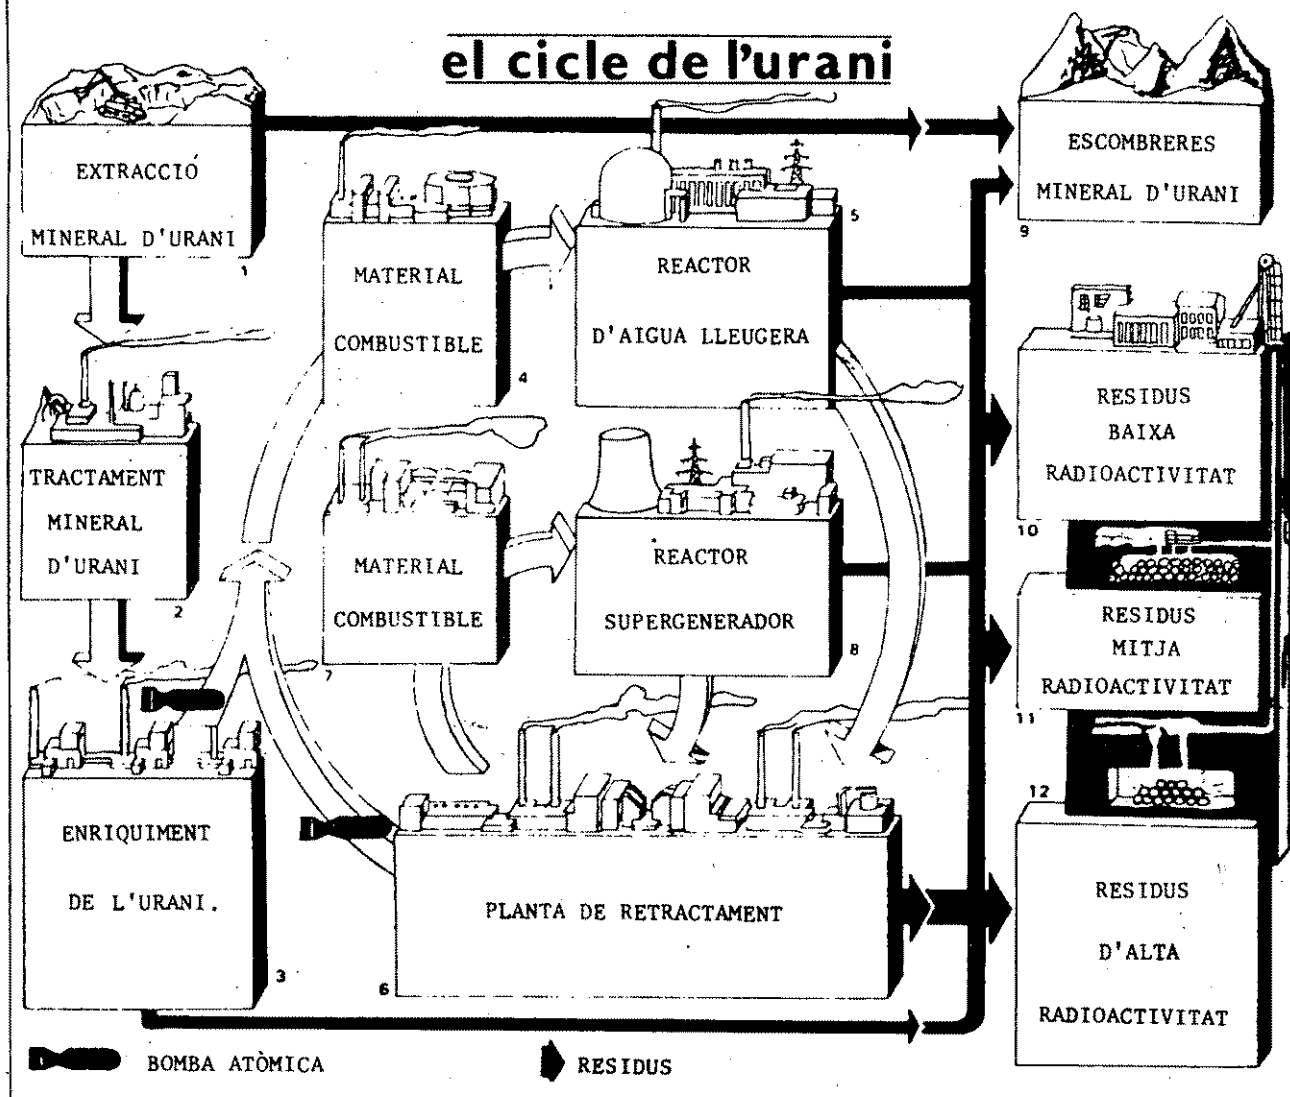 el cicle de l'urani
EXTRACCIÓ
MINERAL D'URANI
1
TRACTAMENT
MINERAL
D'URANI
2
ENRIQUIMENT
DE L'URANI.
3
MATERIAL
COMBUSTIBLE
4
REACTOR
D'AIGUA LLEUGERA
5
PLANTA DE RETRACTAMENT
6
MATERIAL
COMBUSTIBLE
7
REACTOR
SUPERGENERADOR
8
ESCOMBRERES
MINERAL D'URANI
9
RESIDUS
BAIXA
RADIOACTIVITAT
10
RESIDUS
MITJA
RADIOACTIVITAT
11
12
RESIDUS
D'ALTA
RADIOACTIVITAT
BOMBA ATÒMICA
RESIDUS